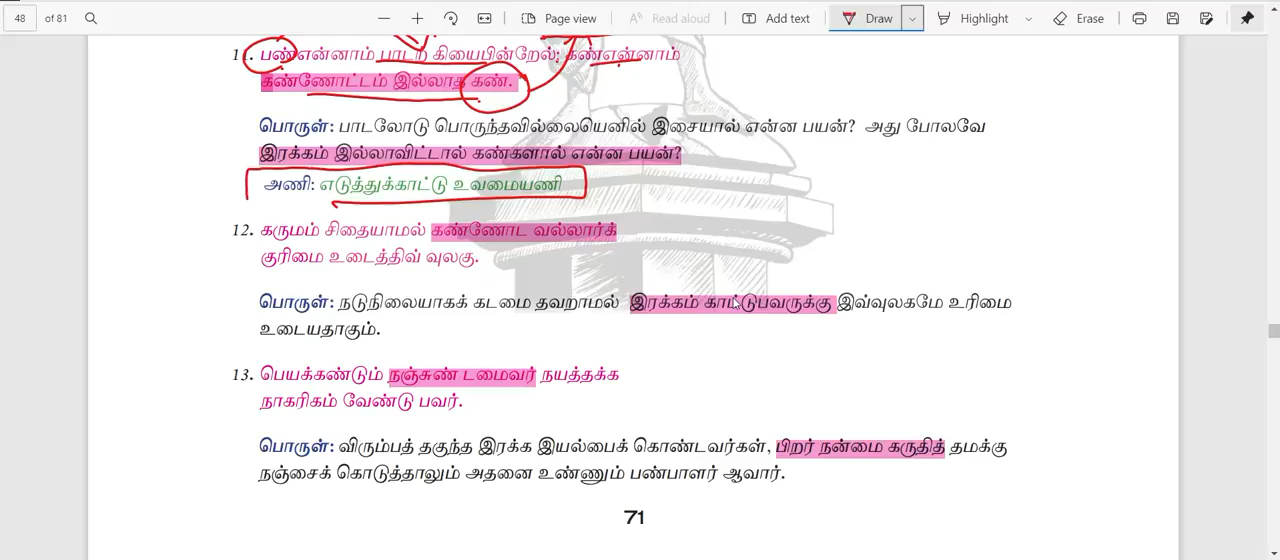 48 of 81 Page view Read aloud Add text Draw Highlight Erase
11. பண்என்னாம் பாடற் கியைபின்றேல்; கண்என்னாம்
கண்ணோட்டம் இல்லாத கண்.
பொருள்: பாடலோடு பொருந்தவில்லையெனில் இசையால் என்ன பயன்? அது போலவே
இரக்கம் இல்லாவிட்டால் கண்களால் என்ன பயன்?
அணி: எடுத்துக்காட்டு உவமையணி
12. கருமம் சிதையாமல் கண்ணோட வல்லார்க்
குரிமை உடைத்திவ் வுலகு.
பொருள்: நடுநிலையாகக் கடமை தவறாமல் இரக்கம் காட்டுபவருக்கு இவ்வுலகமே உரிமை
உடையதாகும்.
13. பெயக்கண்டும் நஞ்சுண் டமைவர் நயத்தக்க
நாகரிகம் வேண்டு பவர்.
பொருள்: விரும்பத் தகுந்த இரக்க இயல்பைக் கொண்டவர்கள், பிறர் நன்மை கருதித் தமக்கு
நஞ்சைக் கொடுத்தாலும் அதனை உண்ணும் பண்பாளர் ஆவார்.
71